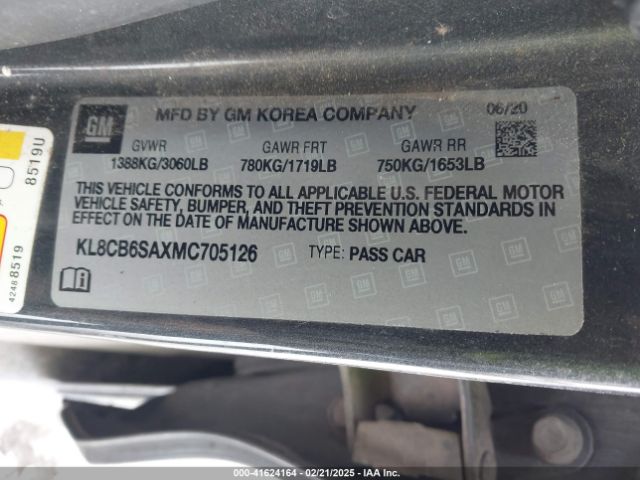 GM
MFD BY GM KOREA COMPANY
06/20
GVWR GAWR FRT GAWR RR
1388KG/3060LB 780KG/1719LB 750KG/1653LB
THIS VEHICLE CONFORMS TO ALL APPLICABLE U.S. FEDERAL MOTOR
VEHICLE SAFETY, BUMPER, AND THEFT PREVENTION STANDARDS IN
EFFECT ON THE DATE OF MANUFACTURE SHOWN ABOVE.
KL8CB6SAXMC705126 TYPE: PASS CAR
8519U
42488519
000-41624164 - 02/21/2025 - IAA Inc.